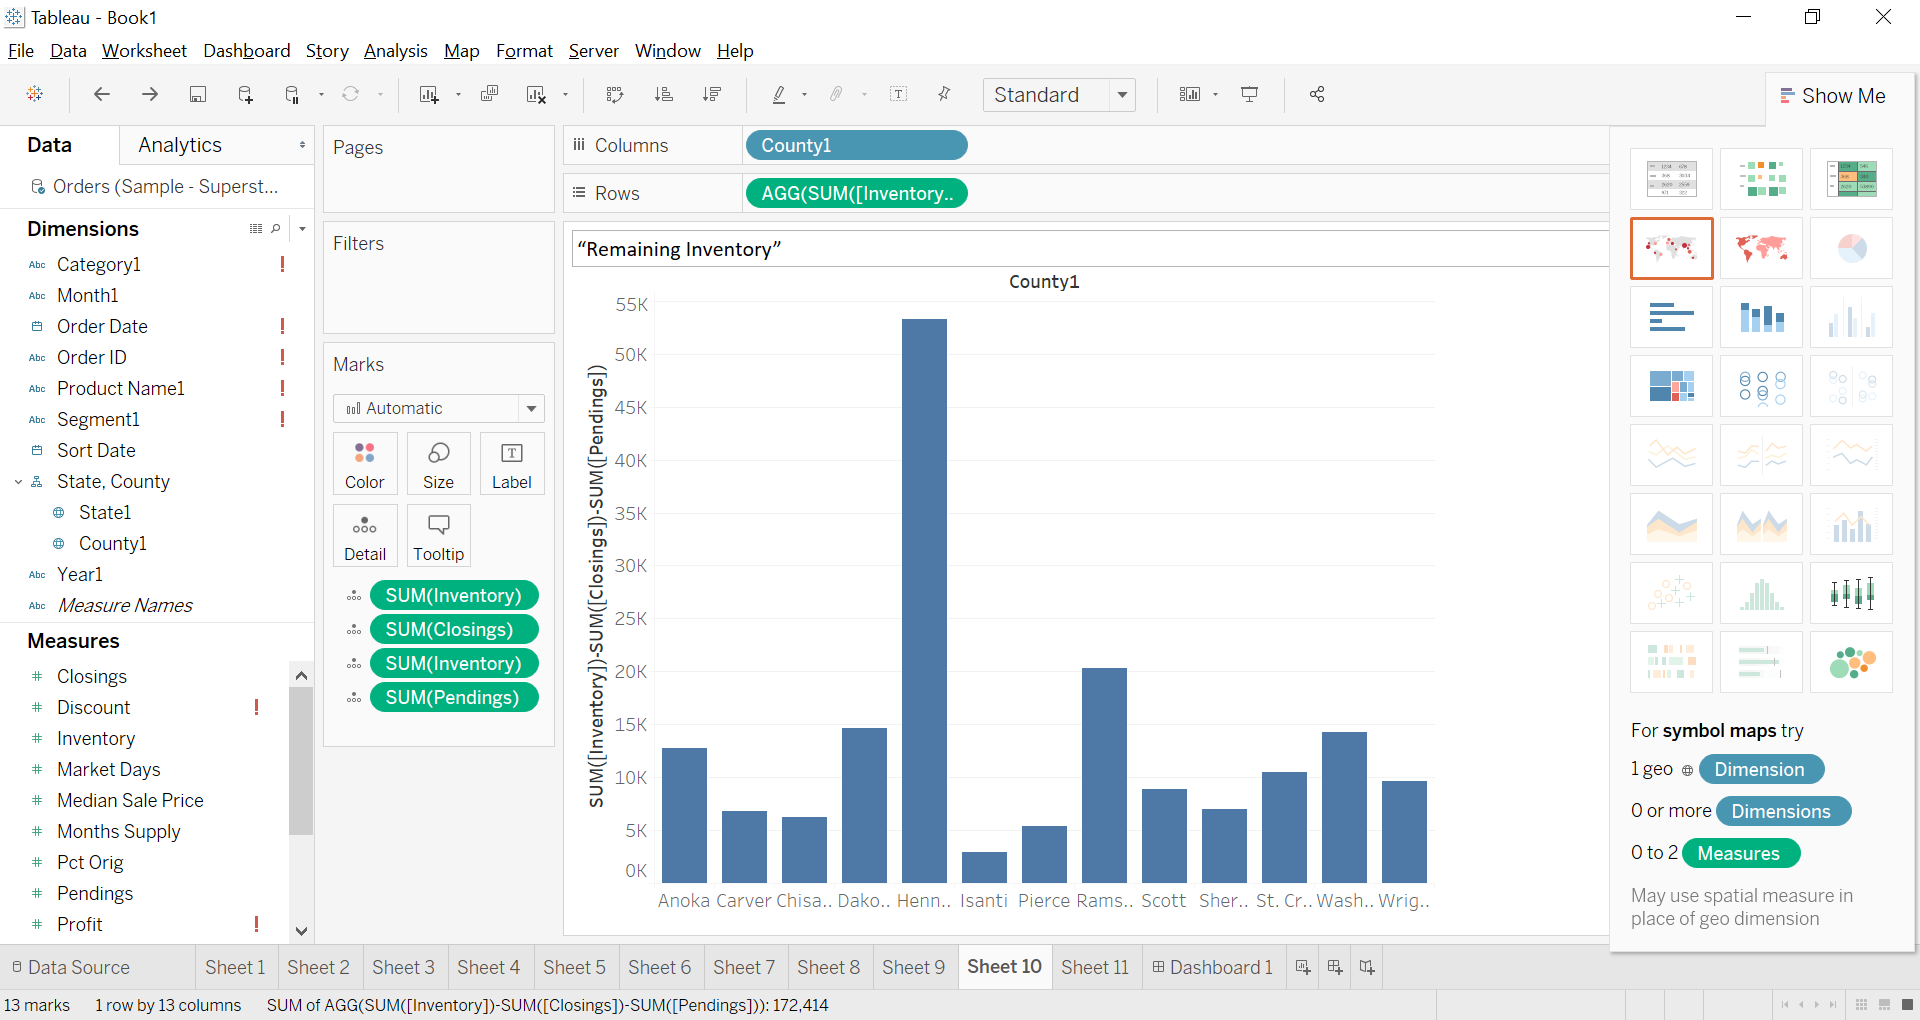 Tableau - Book1
File Data Worksheet Dashboard Story Analysis Map Format Server Window Help
Standard
Show Me
Data Analytics
Orders (Sample - Superst...
Dimensions
Abc Category1 !
Abc Month1
Order Date !
Abc Order ID !
Abc Product Name1 !
Abc Segment1 !
Sort Date
State, County
State1
County1
Abc Year1
Abc Measure Names
Measures
# Closings
# Discount !
# Inventory
# Market Days
# Median Sale Price
# Months Supply
# Pct Orig
# Pendings
# Profit !
Pages
Filters
Marks
Automatic
Color Size Label
Detail Tooltip
SUM(Inventory)
SUM(Closings)
SUM(Inventory)
SUM(Pendings)
Columns County1
Rows AGG(SUM([Inventory..
“Remaining Inventory”
County1
SUM([Inventory])-SUM([Closings])-SUM([Pendings])
55K
50K
45K
40K
35K
30K
25K
20K
15K
10K
5K
0K
Anoka Carver Chisa.. Dako.. Henn.. Isanti Pierce Rams.. Scott Sher.. St. Cr.. Wash.. Wrig..
For symbol maps try
1 geo Dimension
0 or more Dimensions
0 to 2 Measures
May use spatial measure in
place of geo dimension
Data Source Sheet 1 Sheet 2 Sheet 3 Sheet 4 Sheet 5 Sheet 6 Sheet 7 Sheet 8 Sheet 9 Sheet 10 Sheet 11 Dashboard 1
13 marks 1 row by 13 columns SUM of AGG(SUM([Inventory])-SUM([Closings])-SUM([Pendings])): 172,414